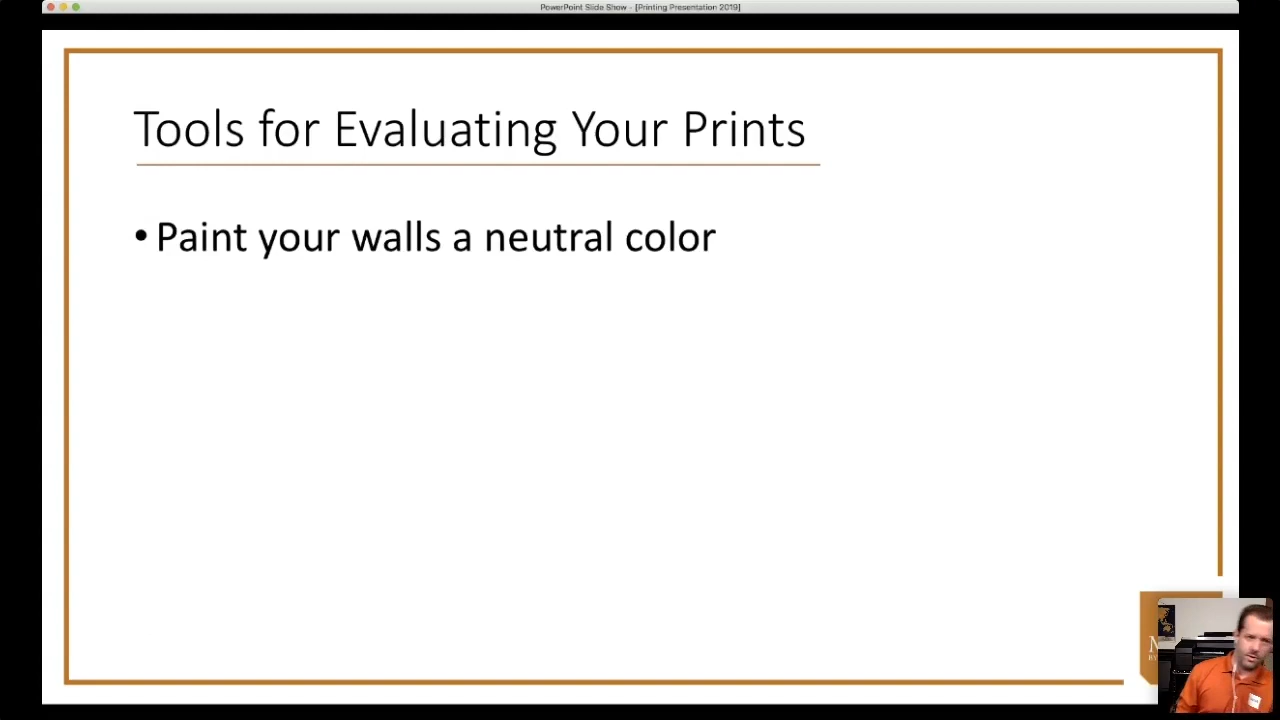 PowerPoint Slide Show - [Printing Presentation 2019]
Tools for Evaluating Your Prints
• Paint your walls a neutral color